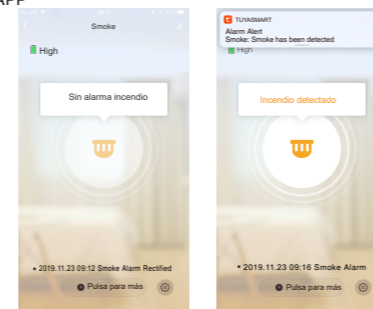 APP
Smoke
High
Sin alarma incendio
• 2019.11.23 09:12 Smoke Alarm Rectified
Pulsa para más
TUYASMART
Alarm Alert
Smoke: Smoke has been detected
High
Incendio detectado
• 2019.11.23 09:16 Smoke Alarm
Pulsa para más